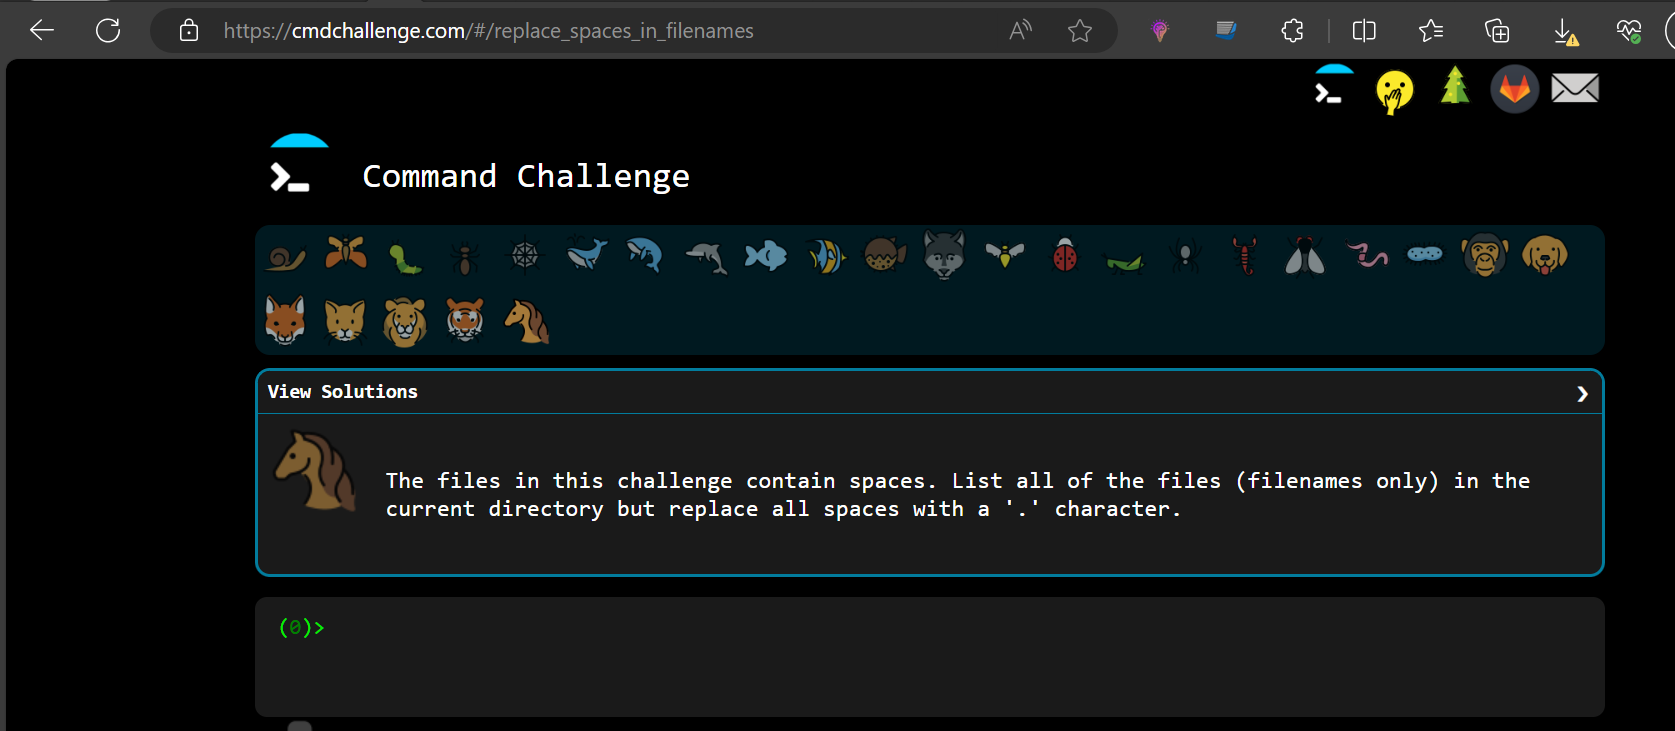 https://cmdchallenge.com/#/replace_spaces_in_filenames
Command Challenge
View Solutions
The files in this challenge contain spaces. List all of the files (filenames only) in the
current directory but replace all spaces with a '.' character.
(0)>